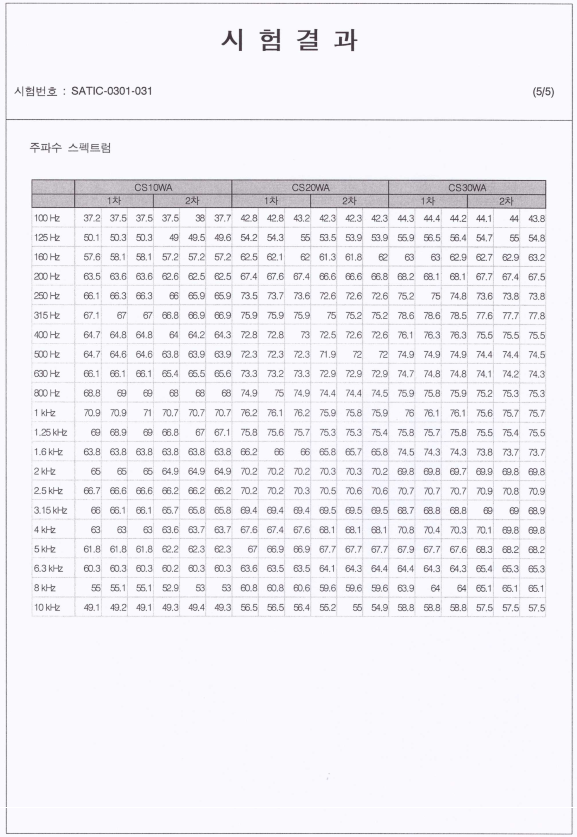 시 험 결 과
시험번호 : SATIC-0301-031 (5/5)
주파수 스펙트럼
CS10WA CS20WA CS30WA
1차 2차 1차 2차 1차 2차
100 Hz 37.2 37.5 37.5 37.5 38 37.7 42.8 42.8 43.2 42.3 42.3 42.3 44.3 44.4 44.2 44.1 44 43.8
125 Hz 50.1 50.3 50.3 49 49.5 49.6 54.2 54.3 55 53.5 53.9 53.9 55.9 56.5 56.4 54.7 55 54.8
160 Hz 57.6 58.1 58.1 57.2 57.2 57.2 62.5 62.1 62 61.3 61.8 62 63 63 62.9 62.7 62.9 63.2
200 Hz 63.5 63.6 63.6 62.6 62.5 62.5 67.4 67.6 67.4 66.6 66.6 66.8 68.2 68.1 68.1 67.7 67.4 67.5
250 Hz 66.1 66.3 66.3 66 65.9 65.9 73.5 73.7 73.6 72.6 72.6 72.6 75.2 75 74.8 73.6 73.8 73.8
315 Hz 67.1 67 67 66.8 66.9 66.9 75.9 75.9 75.9 75 75.2 75.2 78.6 78.6 78.5 77.6 77.7 77.8
400 Hz 64.7 64.8 64.8 64 64.2 64.3 72.8 72.8 73 72.5 72.6 72.6 76.1 76.3 76.3 75.5 75.5 75.5
500 Hz 64.7 64.6 64.6 63.8 63.9 63.9 72.3 72.3 72.3 71.9 72 72 74.9 74.9 74.9 74.4 74.4 74.5
630 Hz 66.1 66.1 66.1 65.4 65.5 65.6 73.3 73.2 73.3 72.9 72.9 72.9 74.7 74.8 74.8 74.1 74.2 74.3
800 Hz 68.8 69 69 68 68 68 74.9 75 74.9 74.4 74.4 74.5 75.9 75.8 75.9 75.2 75.3 75.3
1 kHz 70.9 70.9 71 70.7 70.7 70.7 76.2 76.1 76.2 75.9 75.8 75.9 76 76.1 76.1 75.6 75.7 75.7
1.25 kHz 69 68.9 69 66.8 67 67.1 75.8 75.6 75.7 75.3 75.3 75.4 75.8 75.7 75.8 75.5 75.4 75.5
1.6 kHz 63.8 63.8 63.8 63.8 63.8 63.8 66.2 66 66 65.8 65.7 65.8 74.5 74.3 74.3 73.8 73.7 73.7
2 kHz 65 65 65 64.9 64.9 64.9 70.2 70.2 70.2 70.3 70.3 70.2 69.8 69.8 69.7 69.9 69.8 69.8
2.5 kHz 66.7 66.6 66.6 66.2 66.2 66.2 70.2 70.2 70.3 70.5 70.6 70.6 70.7 70.7 70.7 70.9 70.8 70.9
3.15 kHz 66 66.1 66.1 65.7 65.8 65.8 69.4 69.4 69.4 69.5 69.5 69.5 68.7 68.8 68.8 69 69 68.9
4 kHz 63 63 63 63.6 63.7 63.7 67.6 67.4 67.6 68.1 68.1 68.1 70.8 70.4 70.3 70.1 69.8 69.8
5 kHz 61.8 61.8 61.8 62.2 62.3 62.3 67 66.9 66.9 67.7 67.7 67.7 67.9 67.7 67.6 68.3 68.2 68.2
6.3 kHz 60.3 60.3 60.3 60.2 60.3 60.3 63.6 63.5 63.5 64.1 64.3 64.4 64.4 64.3 64.3 65.4 65.3 65.3
8 kHz 55 55.1 55.1 52.9 53 53 60.8 60.8 60.6 59.6 59.6 59.6 63.9 64 64 65.1 65.1 65.1
10 kHz 49.1 49.2 49.1 49.3 49.4 49.3 56.5 56.5 56.4 55.2 55 54.9 58.8 58.8 58.8 57.5 57.5 57.5